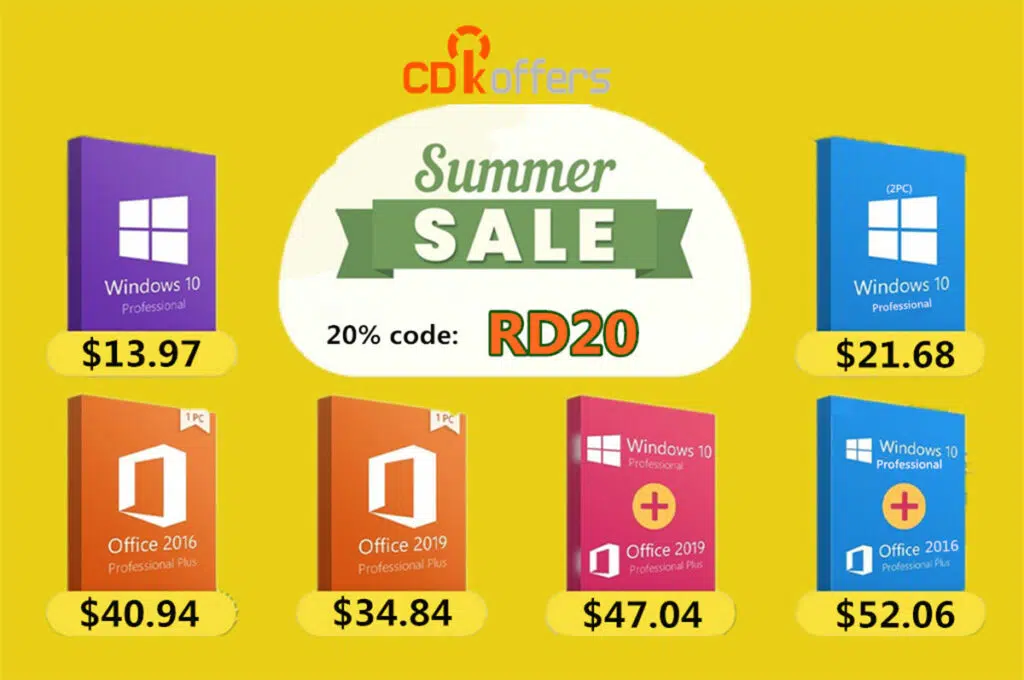 CDkoffers
Summer
SALE
20% code: RD20
Windows 10
Professional
$13.97
(2PC)
Windows 10
Professional
$21.68
1 PC
Office 2016
Professional Plus
$40.94
1 PC
Office 2019
Professional Plus
$34.84
Windows 10
Professional
+
Office 2019
Professional Plus
$47.04
Windows 10
Professional
+
Office 2016
Professional Plus
$52.06